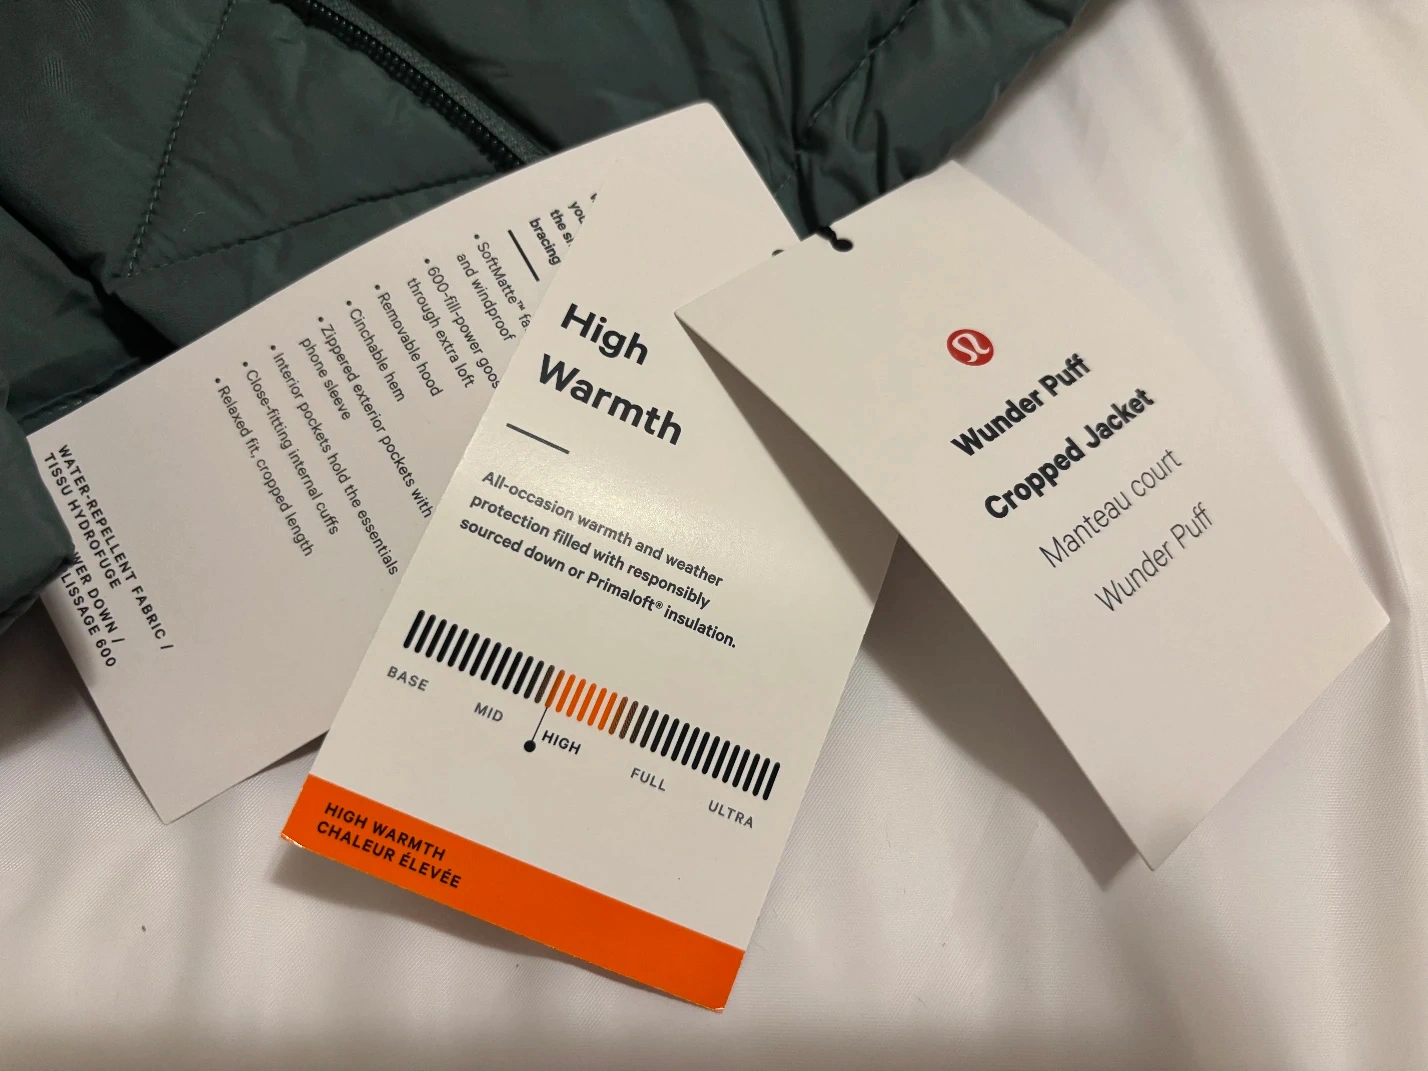 you
bracing
• SoftMatte™
and windproof
• 600-fill-power
through extra loft
• Removable hood
• Cinchable hem
• Zippered exterior pockets with
phone sleeve
• Interior pockets hold the essentials
• Close-fitting internal cuffs
• Relaxed fit, cropped length
WATER-REPELLENT FABRIC /
TISSU HYDROFUGE
DOWN /
600
High
Warmth
All-occasion warmth and weather
protection filled with responsibly
sourced down or Primaloft® insulation.
BASE
MID
HIGH
FULL
ULTRA
HIGH WARMTH
CHALEUR ÉLEVÉE
Wunder Puff
Cropped Jacket
Manteau court
Wunder Puff